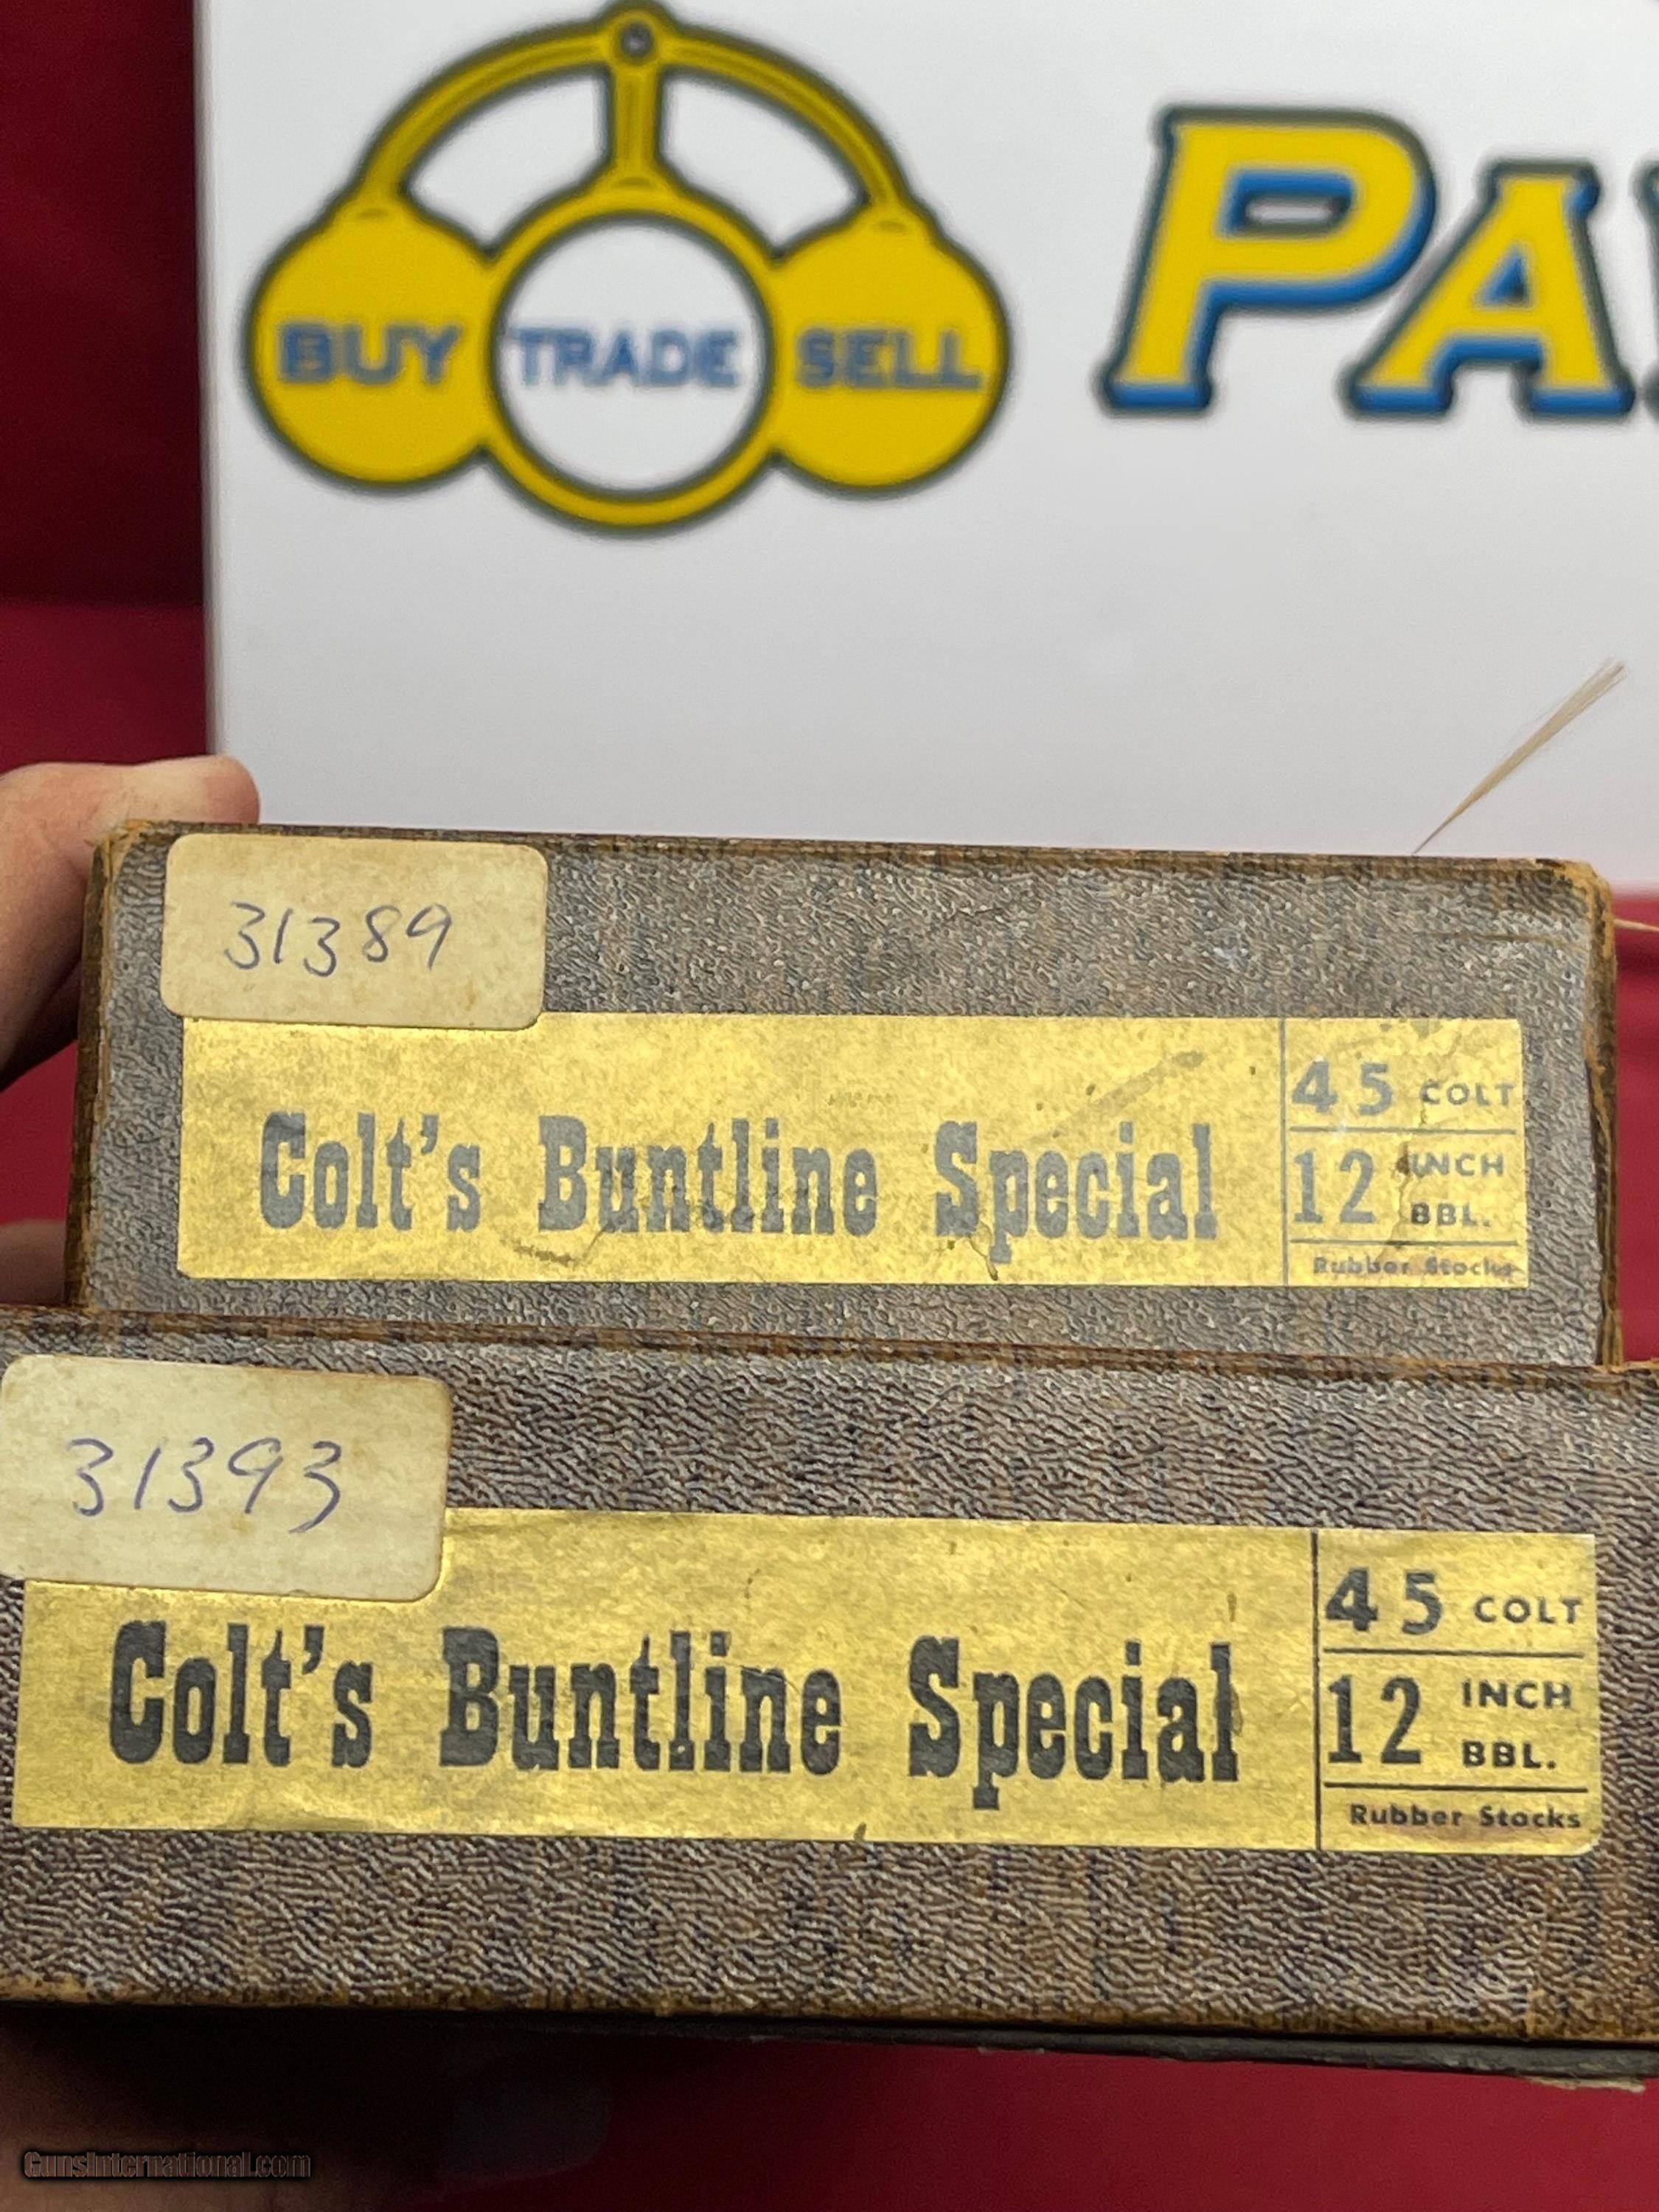 BUY TRADE SELL
PA
31389
Colt's Buntline Special
45 COLT
12 INCH
BBL.
Rubber Stocks
31393
Colt's Buntline Special
45 COLT
12 INCH
BBL.
Rubber Stocks
GunsInternational.com